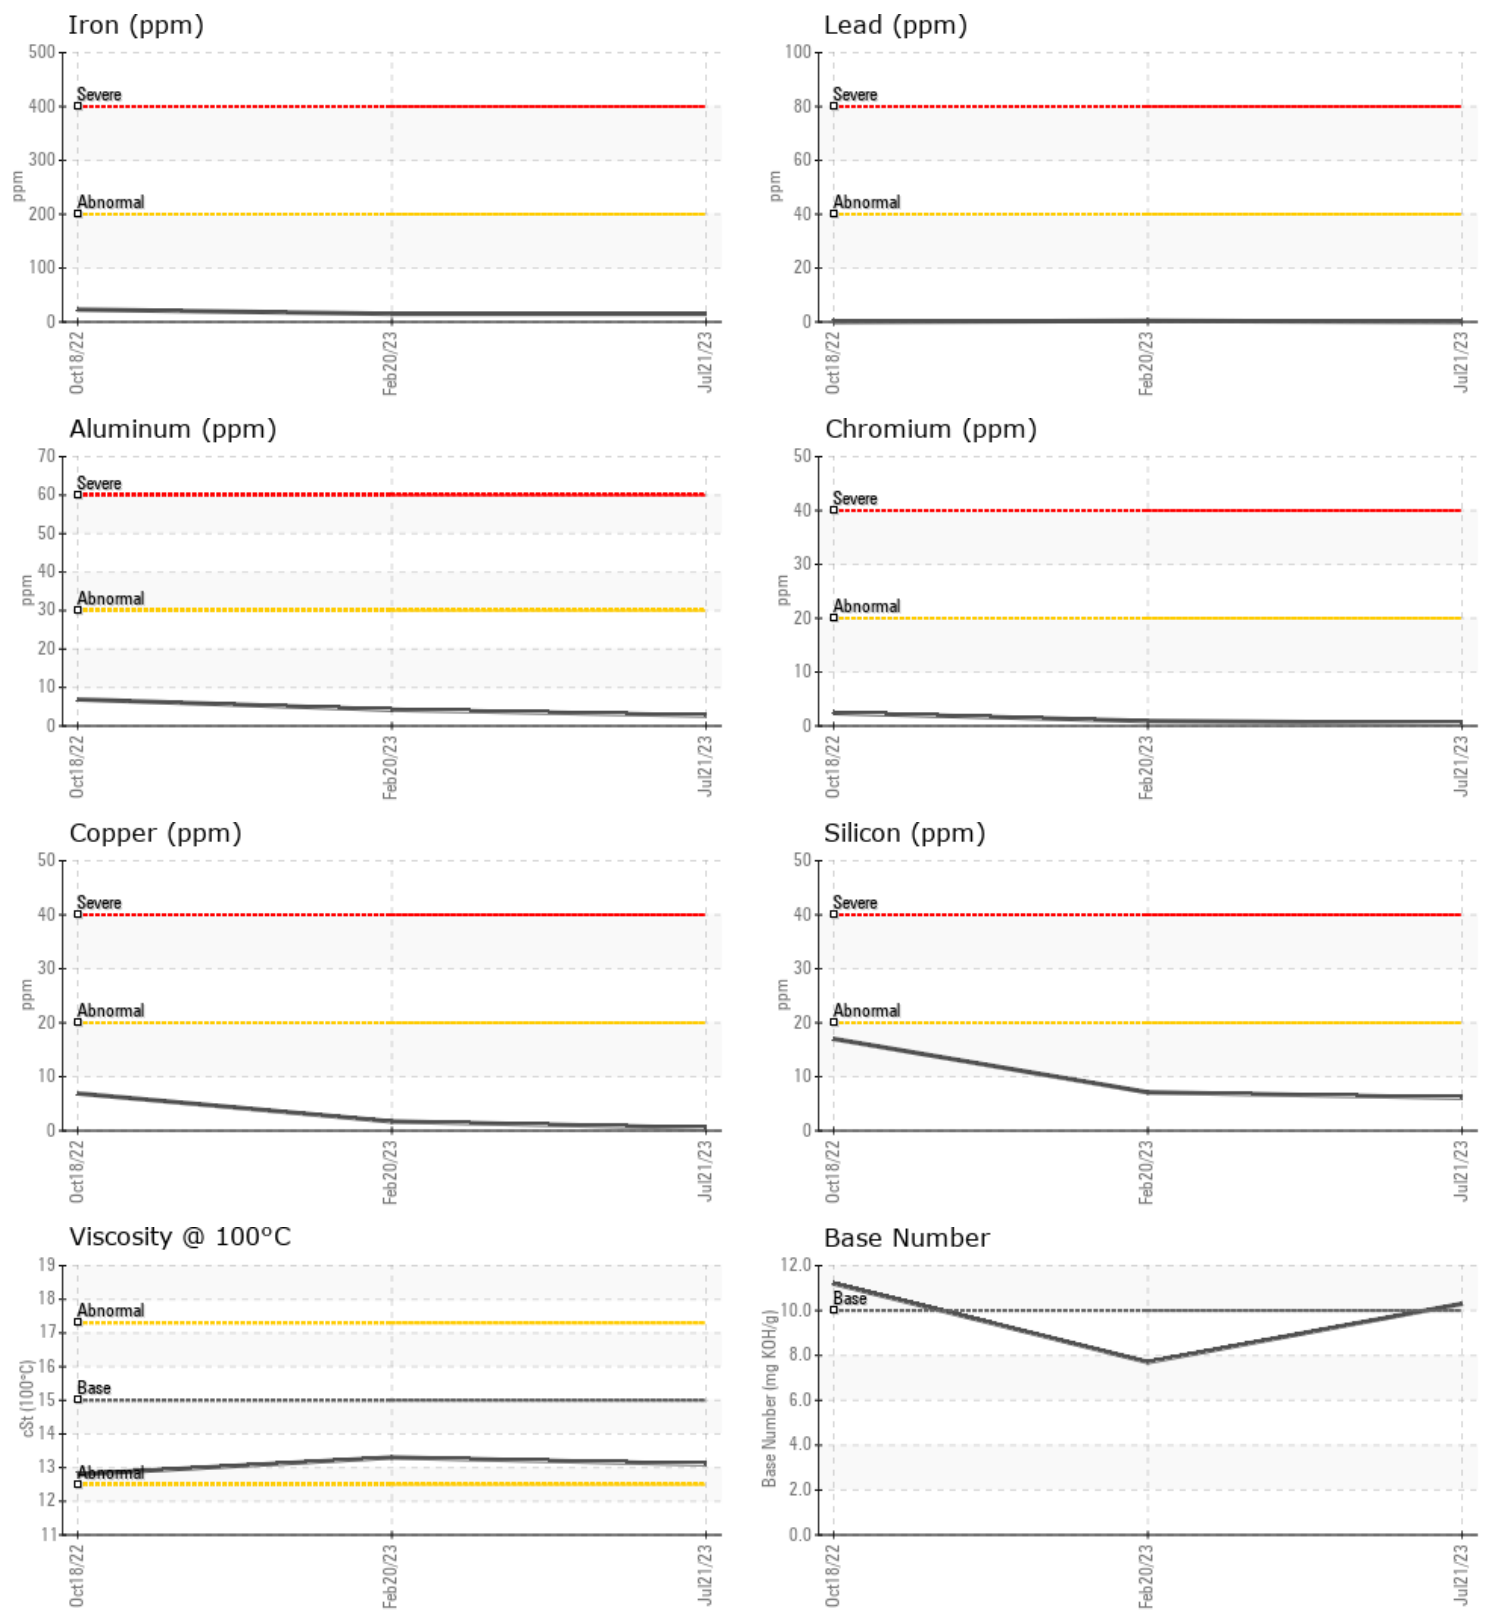 Iron (ppm)
500
400
300
200
100
0
ppm
Severe
Abnormal
Oct18/22
Feb20/23
Jul21/23
Lead (ppm)
100
80
60
40
20
0
ppm
Severe
Abnormal
Oct18/22
Feb20/23
Jul21/23
Aluminum (ppm)
70
60
50
40
30
20
10
0
ppm
Severe
Abnormal
Oct18/22
Feb20/23
Jul21/23
Chromium (ppm)
50
40
30
20
10
0
ppm
Severe
Abnormal
Oct18/22
Feb20/23
Jul21/23
Copper (ppm)
50
40
30
20
10
0
ppm
Severe
Abnormal
Oct18/22
Feb20/23
Jul21/23
Silicon (ppm)
50
40
30
20
10
0
ppm
Severe
Abnormal
Oct18/22
Feb20/23
Jul21/23
Viscosity @ 100°C
19
18
17
16
15
14
13
12
11
cSt (100°C)
Abnormal
Base
Abnormal
Oct18/22
Feb20/23
Jul21/23
Base Number
12.0
10.0
8.0
6.0
4.0
2.0
0.0
Base Number (mg KOH/g)
Base
Oct18/22
Feb20/23
Jul21/23